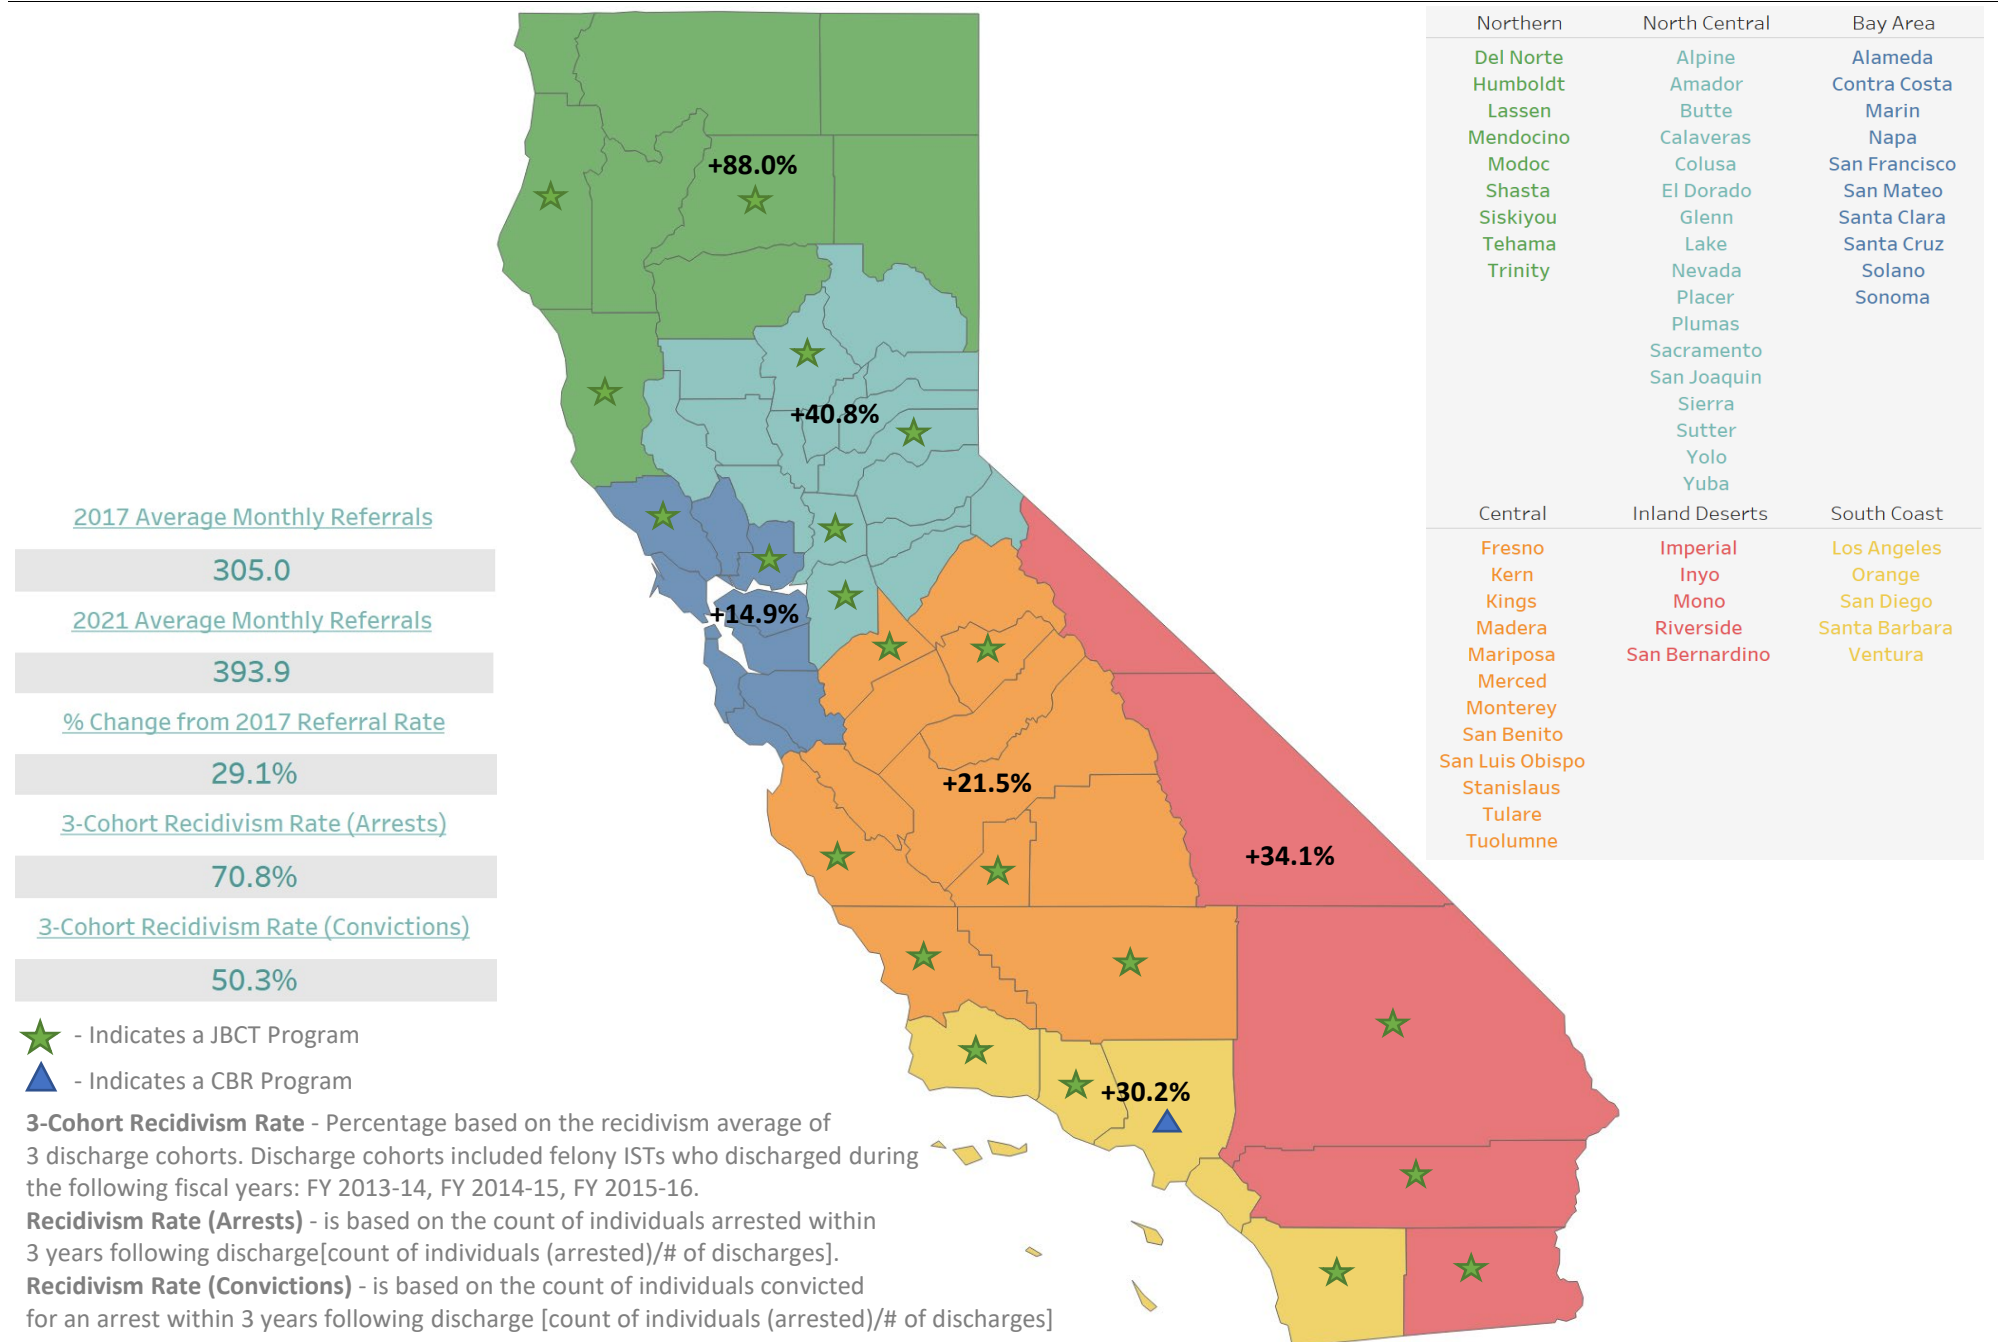 Northern North Central Bay Area
Del Norte Alpine Alameda
Humboldt Amador Contra Costa
Lassen Butte Marin
Mendocino Calaveras Napa
Modoc Colusa San Francisco
Shasta El Dorado San Mateo
Siskiyou Glenn Santa Clara
Tehama Lake Santa Cruz
Trinity Nevada Solano
Placer Sonoma
Plumas
Sacramento
San Joaquin
Sierra
Sutter
Yolo
Yuba
Central Inland Deserts South Coast
Fresno Imperial Los Angeles
Kern Inyo Orange
Kings Mono San Diego
Madera Riverside Santa Barbara
Mariposa San Bernardino Ventura
Merced
Monterey
San Benito
San Luis Obispo
Stanislaus
Tulare
Tuolumne
+88.0%
+40.8%
+14.9%
+21.5%
+34.1%
+30.2%
2017 Average Monthly Referrals
305.0
2021 Average Monthly Referrals
393.9
% Change from 2017 Referral Rate
29.1%
3-Cohort Recidivism Rate (Arrests)
70.8%
3-Cohort Recidivism Rate (Convictions)
50.3%
- Indicates a JBCT Program
- Indicates a CBR Program
3-Cohort Recidivism Rate - Percentage based on the recidivism average of
3 discharge cohorts. Discharge cohorts included felony ISTs who discharged during
the following fiscal years: FY 2013-14, FY 2014-15, FY 2015-16.
Recidivism Rate (Arrests) - is based on the count of individuals arrested within
3 years following discharge[count of individuals (arrested)/# of discharges].
Recidivism Rate (Convictions) - is based on the count of individuals convicted
for an arrest within 3 years following discharge [count of individuals (arrested)/# of discharges]